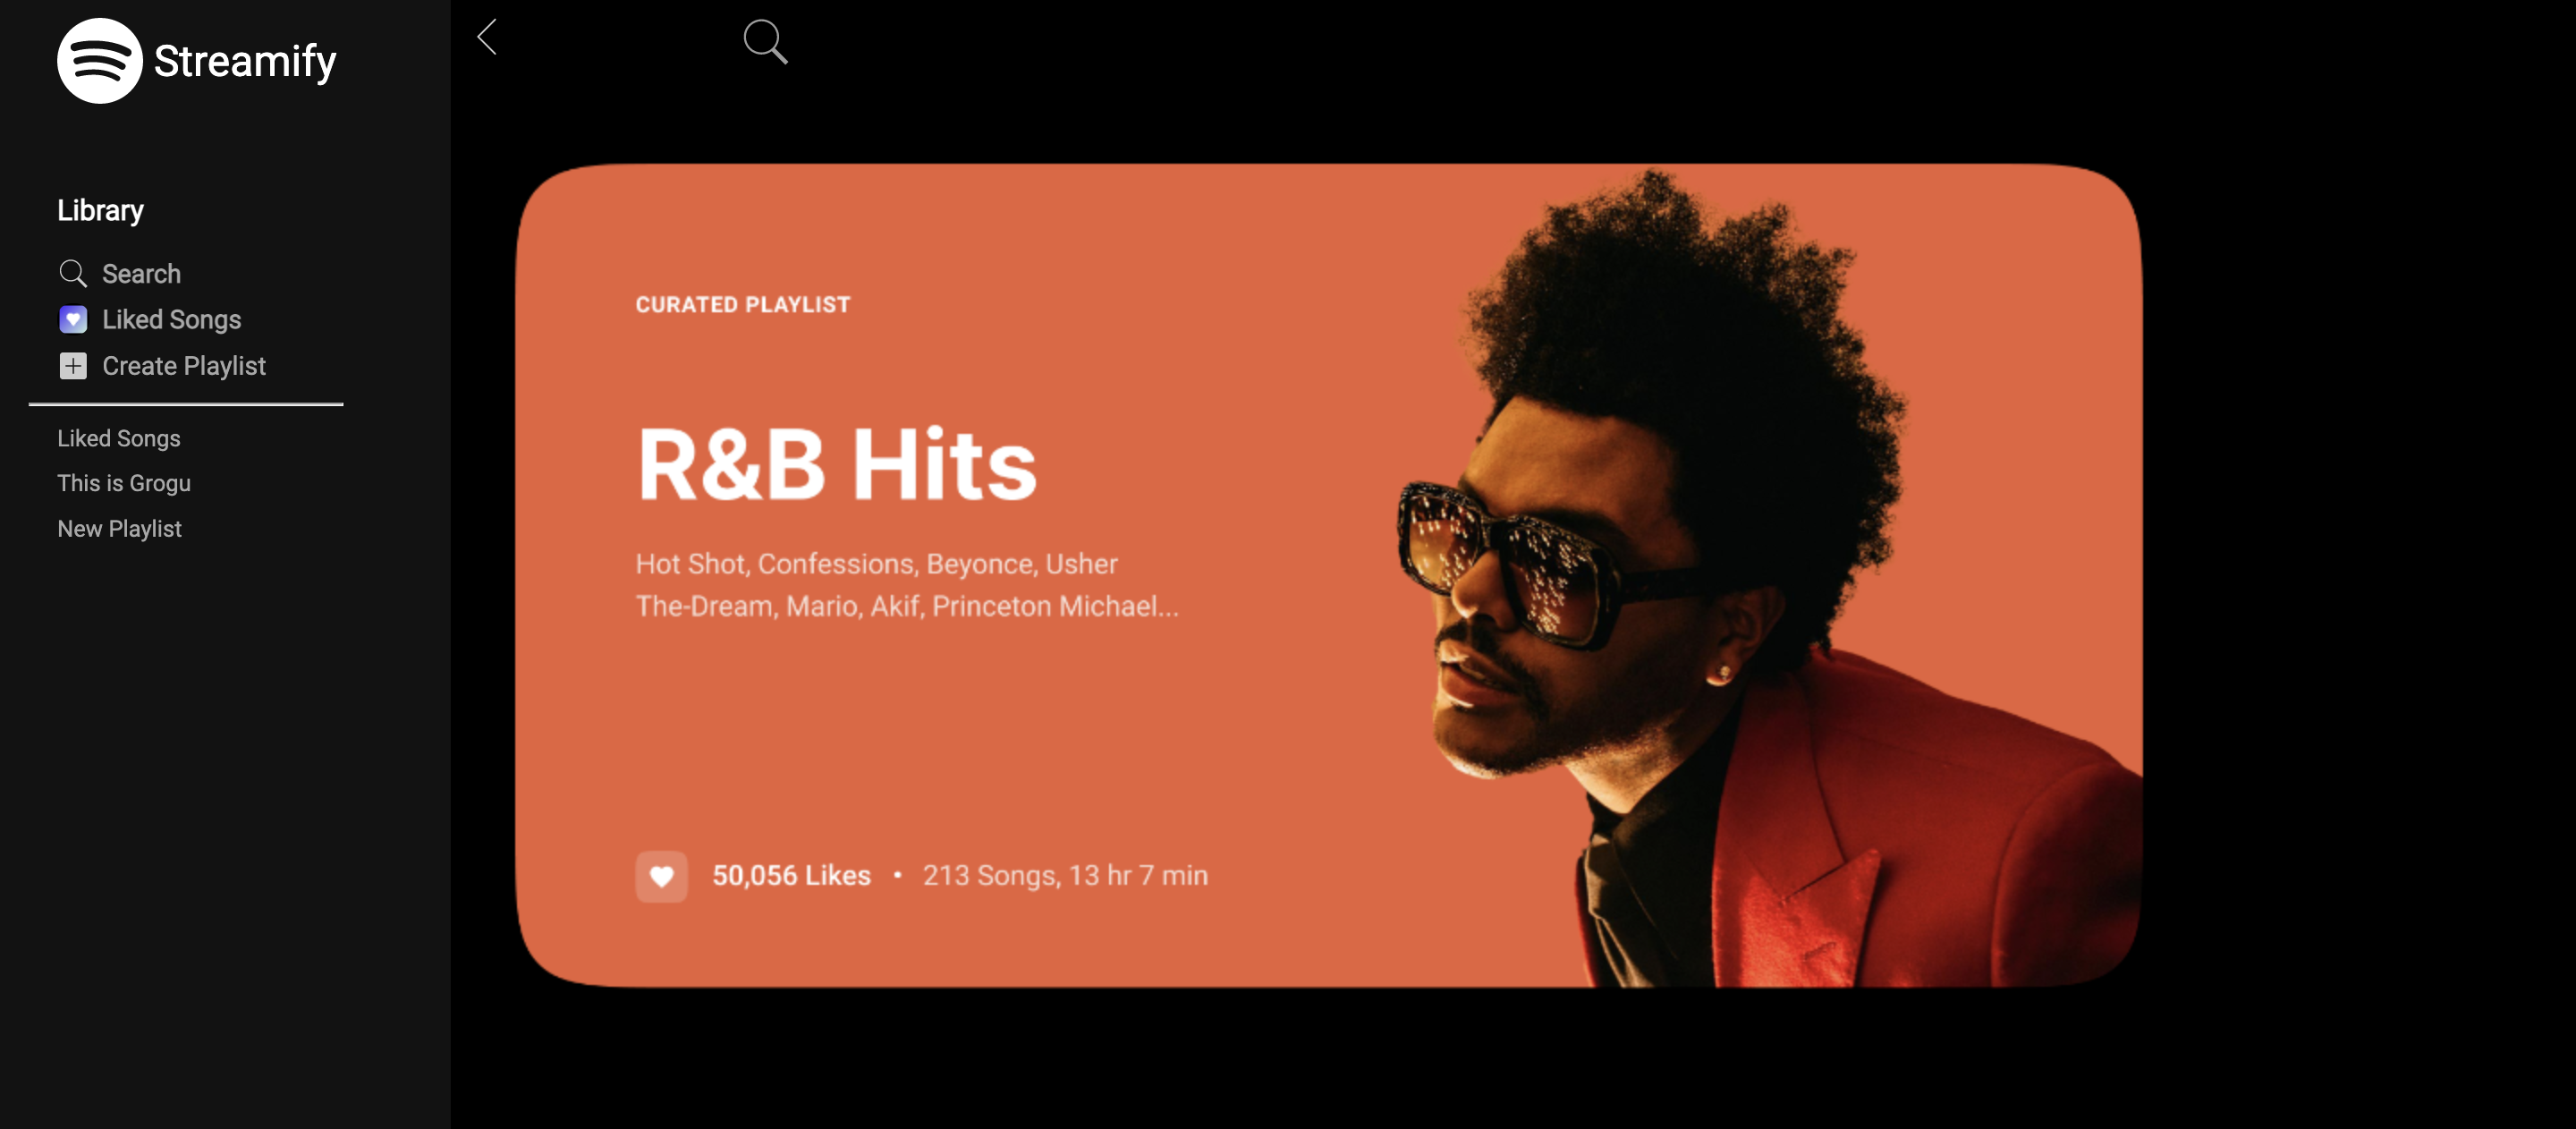 Streamify
Library
Search
Liked Songs
Create Playlist
Liked Songs
This is Grogu
New Playlist
CURATED PLAYLIST
R&B Hits
Hot Shot, Confessions, Beyonce, Usher
The-Dream, Mario, Akif, Princeton Michael...
50,056 Likes • 213 Songs, 13 hr 7 min